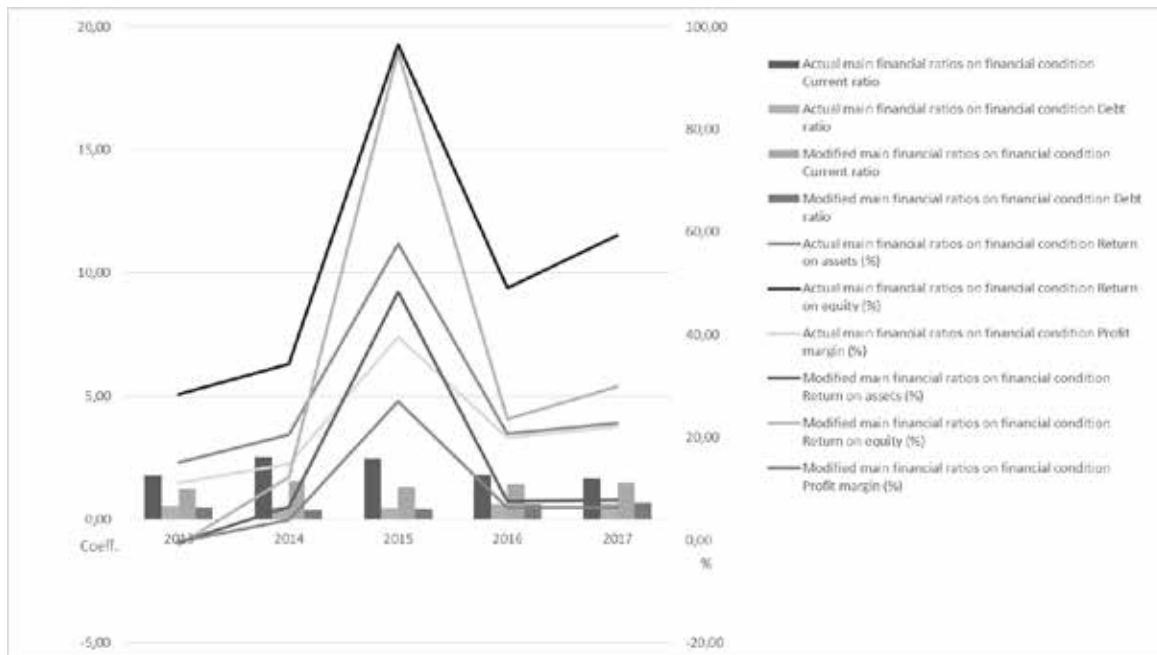 20,00
15,00
10,00
5,00
0,00
Coeff.
-5,00
2013
2014
2015
2016
2017
100,00
80,00
60,00
40,00
20,00
0,00
%
-20,00
Actual main financial ratios on financial condition
Current ratio
Actual main financial ratios on financial condition Debt
ratio
Modified main financial ratios on financial condition
Current ratio
Modified main financial ratios on financial condition Debt
ratio
Actual main financial ratios on financial condition Return
on assets (%)
Actual main financial ratios on financial condition Return
on equity (%)
Actual main financial ratios on financial condition Profit
margin (%)
Modified main financial ratios on financial condition
Return on assets (%)
Modified main financial ratios on financial condition
Return on equity (%)
Modified main financial ratios on financial condition
Profit margin (%)